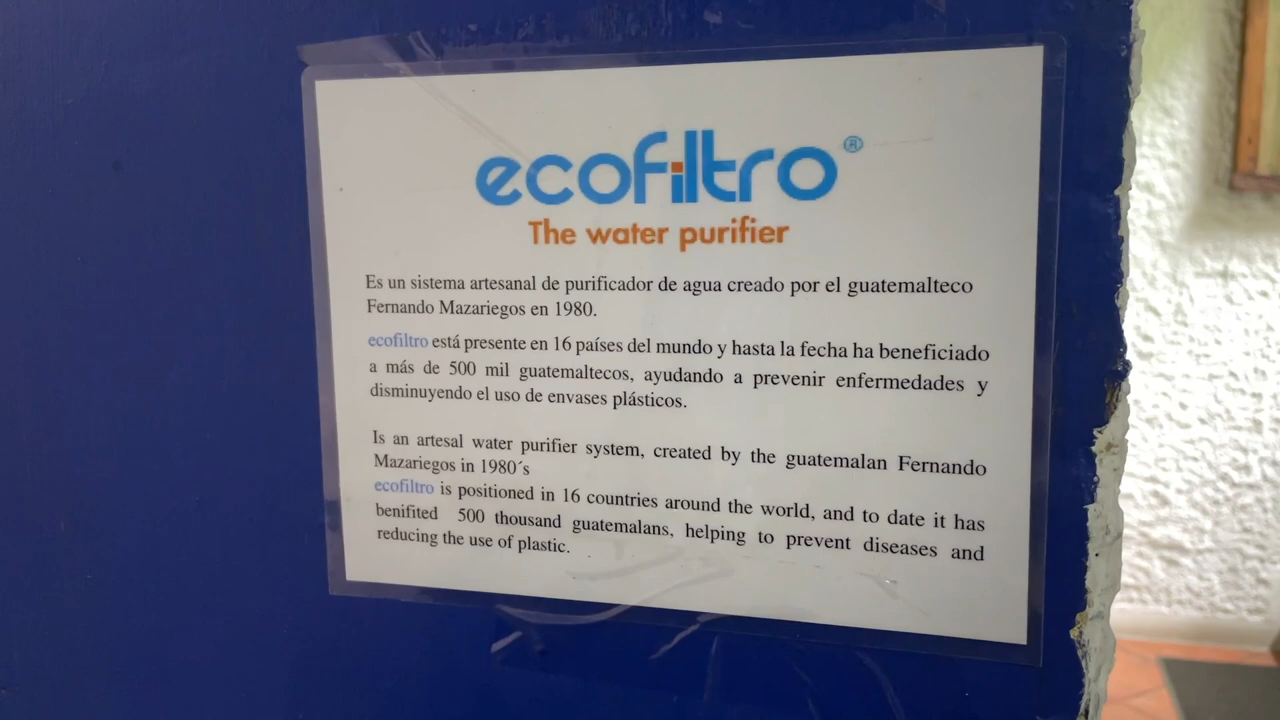 ecofiltro®
The water purifier
Es un sistema artesanal de purificador de agua creado por el guatemalteco
Fernando Mazariegos en 1980.
ecofiltro está presente en 16 países del mundo y hasta la fecha ha beneficiado
a más de 500 mil guatemaltecos, ayudando a prevenir enfermedades y
disminuyendo el uso de envases plásticos.
Is an artesal water purifier system, created by the guatemalan Fernando
Mazariegos in 1980´s
ecofiltro is positioned in 16 countries around the world, and to date it has
benifited 500 thousand guatemalans, helping to prevent diseases and
reducing the use of plastic.